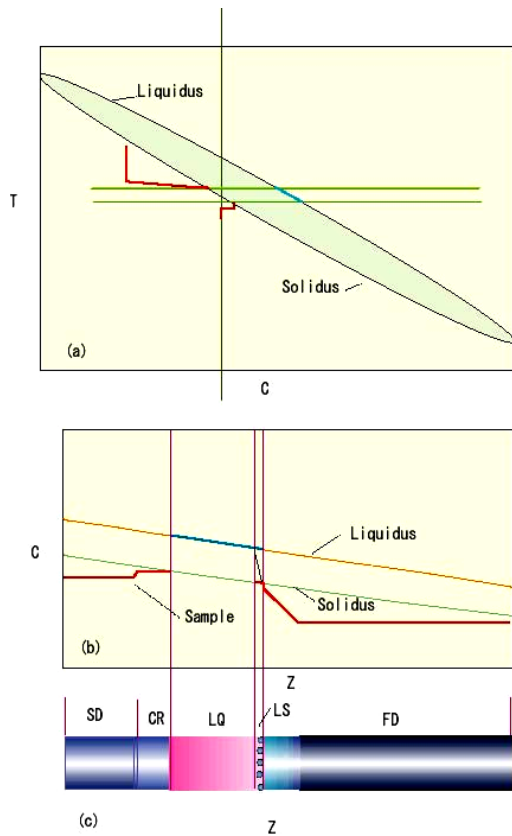 Liquidus
T
Solidus
(a)
C
Liquidus
C
Solidus
Sample
(b)
Z
SD
CR
LQ
LS
FD
(c)
Z